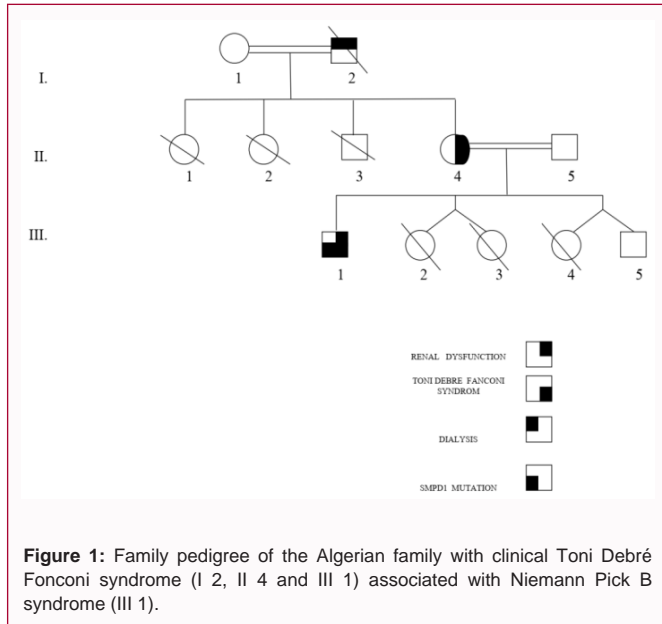 I.
1 2
II.
1 2 3 4 5
III.
1 2 3 4 5
RENAL DYSFUNCTION
TONI DEBRE FANCONI
SYNDROM
DIALYSIS
SMPD1 MUTATION
Figure 1: Family pedigree of the Algerian family with clinical Toni Debré
Fonconi syndrome (I 2, II 4 and III 1) associated with Niemann Pick B
syndrome (III 1).